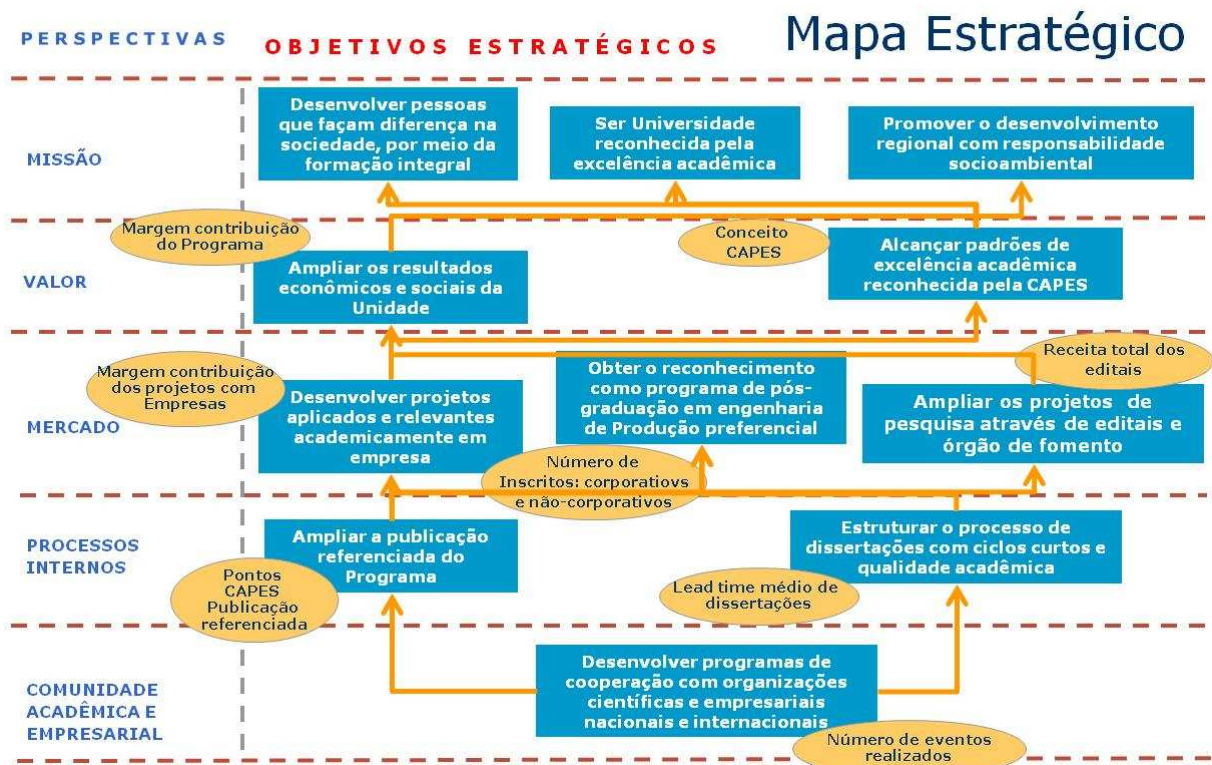 PERSPECTIVAS
OBJETIVOS ESTRATÉGICOS
Mapa Estratégico
MISSÃO
Desenvolver pessoas
que façam diferença na
sociedade, por meio da
formação integral
Ser Universidade
reconhecida pela
excelência acadêmica
Promover o desenvolvimento
regional com responsabilidade
socioambiental
VALOR
Margem contribuição
do Programa
Ampliar os resultados
econômicos e sociais da
Unidade
Conceito
CAPES
Alcançar padrões de
excelência acadêmica
reconhecida pela CAPES
MERCADO
Margem contribuição
dos projetos com
Empresas
Desenvolver projetos
aplicados e relevantes
academicamente em
empresa
Obter o reconhecimento
como programa de pós-
graduação em engenharia
de Produção preferencial
Receita total dos
editais
Ampliar os projetos de
pesquisa através de editais e
órgão de fomento
Número de
Inscritos: corporatiovs
e não-corporativos
PROCESSOS
INTERNOS
Ampliar a publicação
referenciada do
Programa
Pontos
CAPES
Publicação
referenciada
Estruturar o processo de
dissertações com ciclos curtos e
qualidade acadêmica
Lead time médio de
dissertações
COMUNIDADE
ACADÊMICA E
EMPRESARIAL
Desenvolver programas de
cooperação com organizações
científicas e empresariais
nacionais e internacionais
Número de eventos
realizados